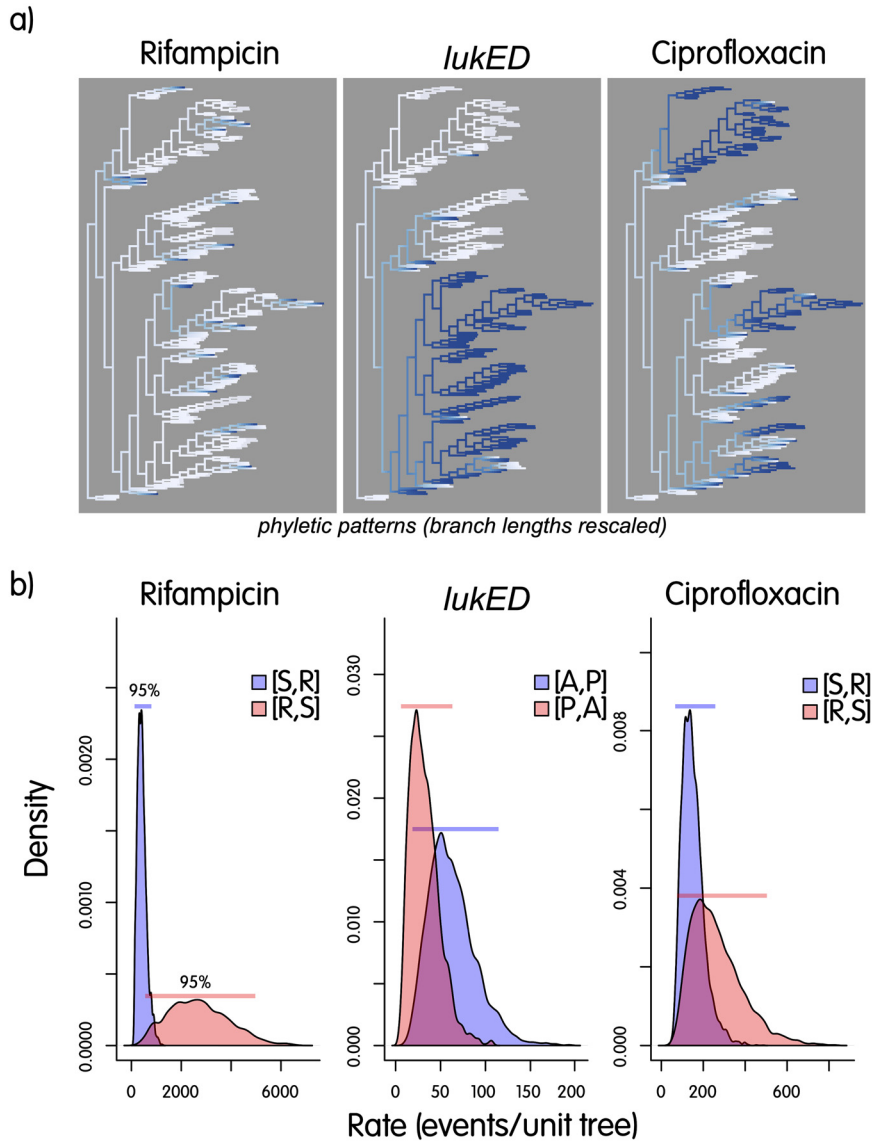 a)
Rifampicin lukED Ciprofloxacin
phyletic patterns (branch lengths rescaled)
b)
Rifampicin lukED Ciprofloxacin
95% [S,R] [A,P] [S,R]
[R,S] [P,A] [R,S]
95%
Density
0.0000 0.0010 0.0020
0.000 0.010 0.020 0.030
0.000 0.004 0.008
0 2000 6000 0 50 100 150 200 0 200 600
Rate (events/unit tree)